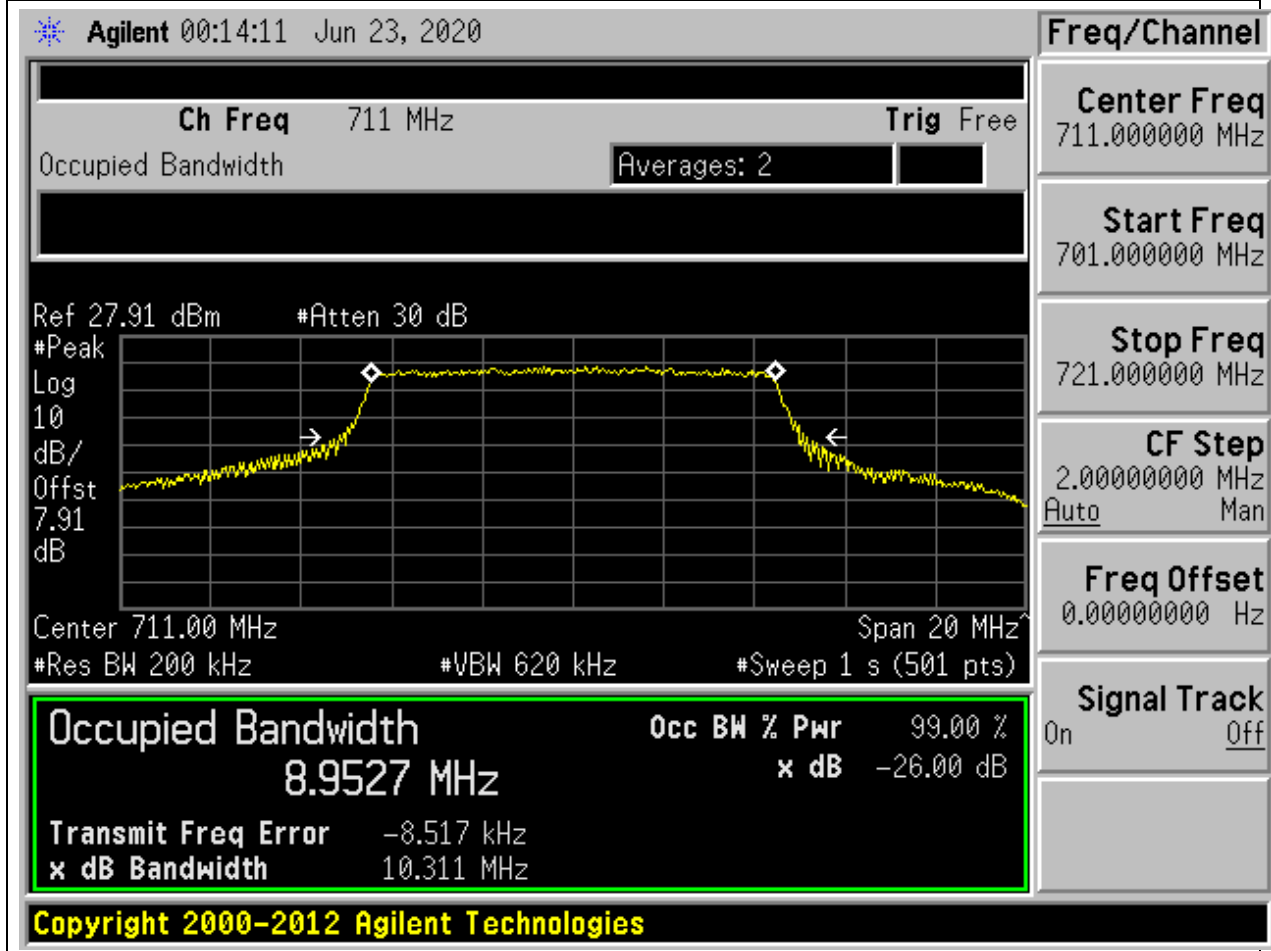 Agilent 00:14:11 Jun 23, 2020
Freq/Channel
Ch Freq 711 MHz Trig Free
Occupied Bandwidth Averages: 2
Ref 27.91 dBm #Atten 30 dB
#Peak
Log
10
dB/
Offst
7.91
dB
Center 711.00 MHz Span 20 MHz^
#Res BW 200 kHz #VBW 620 kHz #Sweep 1 s (501 pts)
Occupied Bandwidth Occ BW % Pwr 99.00 %
8.9527 MHz x dB -26.00 dB
Transmit Freq Error -8.517 kHz
x dB Bandwidth 10.311 MHz
Center Freq
711.000000 MHz
Start Freq
701.000000 MHz
Stop Freq
721.000000 MHz
CF Step
2.00000000 MHz
Auto Man
Freq Offset
0.00000000 Hz
Signal Track
On Off
Copyright 2000-2012 Agilent Technologies